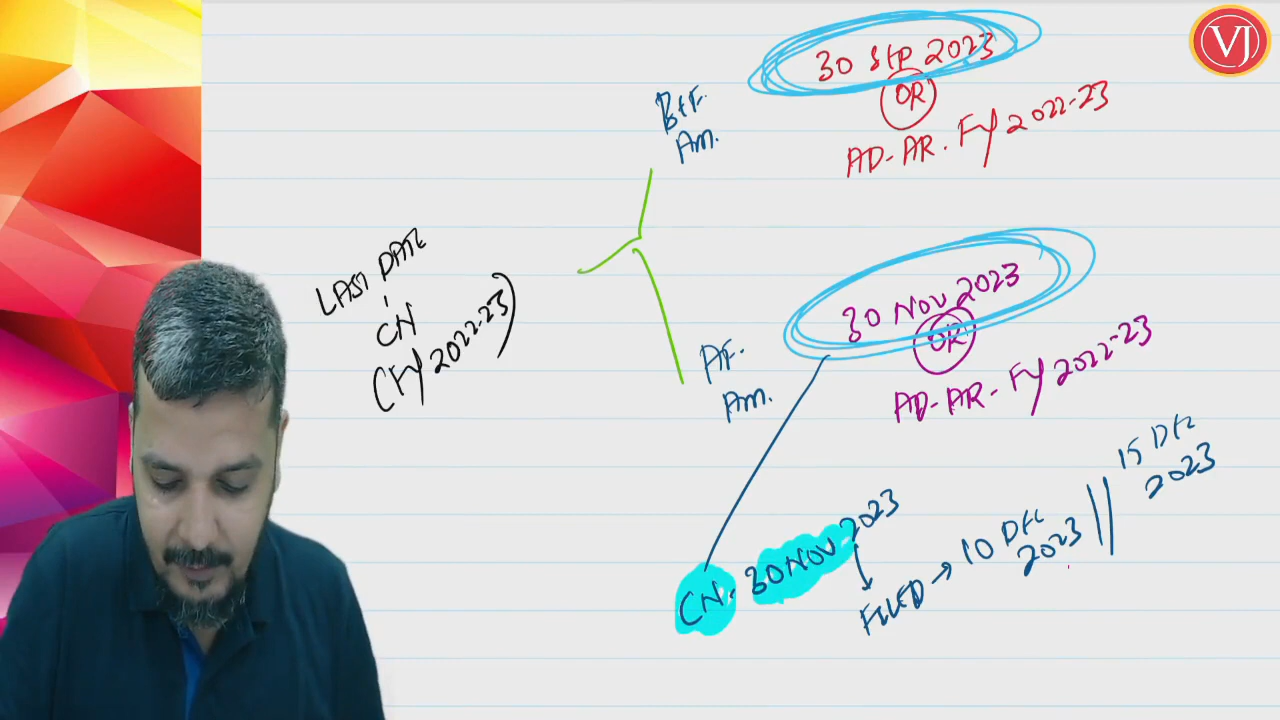 VJ
30 Sep 2023
OR
AD-AR. FY 2022-23
BEF.
Am.
LAST DATE
CN
(FY 2022-23)
30 Nov 2023
OR
AD-AR-FY 2022-23
AF.
Am.
CN. 30 NOV 2023
FILED → 10 DEC 2023 || 15 DEC 2023